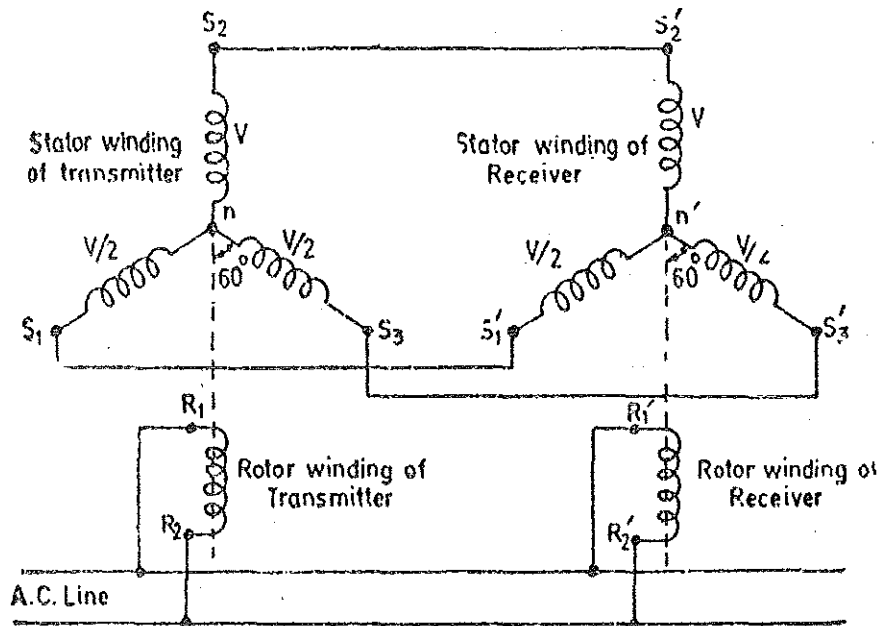 S₂
S₂′
Stator winding
of transmitter
V
Stator winding of
Receiver
V
n
n′
V/2
V/2
60°
V/2
V/4
60°
S₁
S₃
S₁′
S₃′
R₁
R₁′
Rotor winding of
Transmitter
Rotor winding of
Receiver
R₂
R₂′
A.C. Line